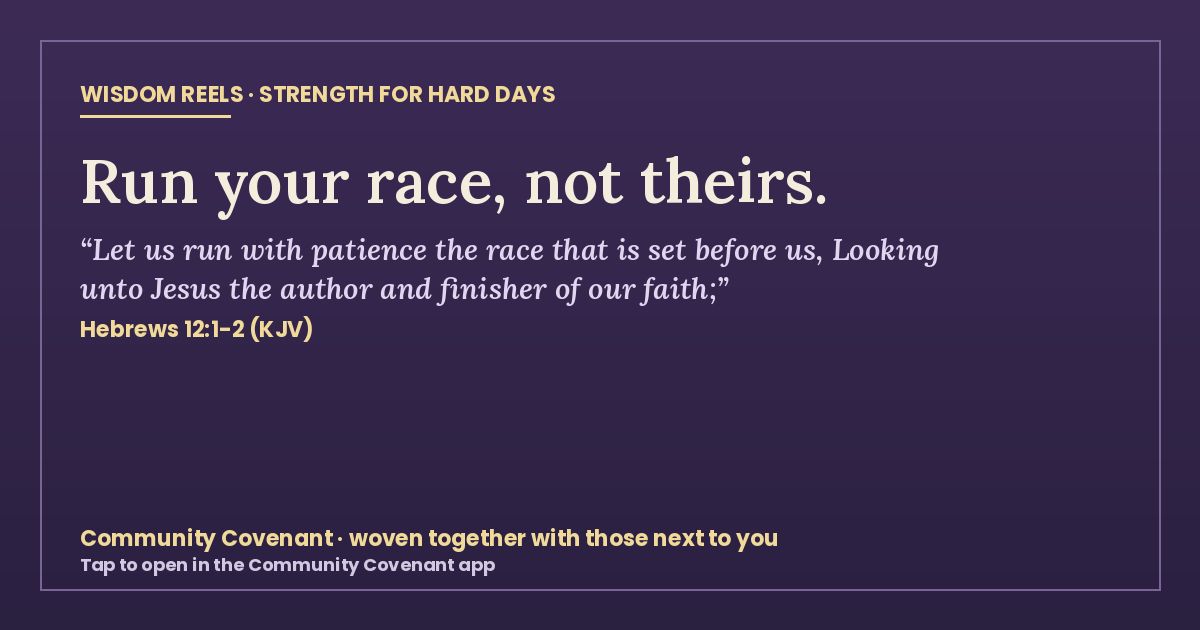 WISDOM REELS · STRENGTH FOR HARD DAYS
Run your race, not theirs.
“Let us run with patience the race that is set before us, Looking
unto Jesus the author and finisher of our faith;”
Hebrews 12:1–2 (KJV)
Community Covenant · woven together with those next to you
Tap to open in the Community Covenant app